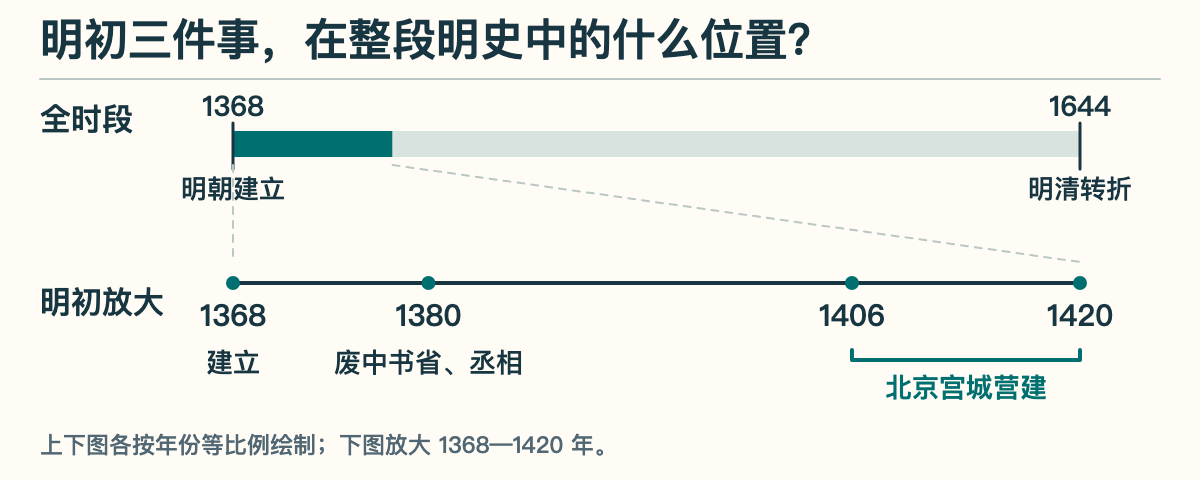 明初三件事，在整段明史中的什么位置?
全时段
1368
1644
明朝建立
明清转折
明初放大
1368
1380
1406
1420
建立
废中书省、丞相
北京宫城营建
上下图各按年份等比例绘制；下图放大 1368—1420 年。